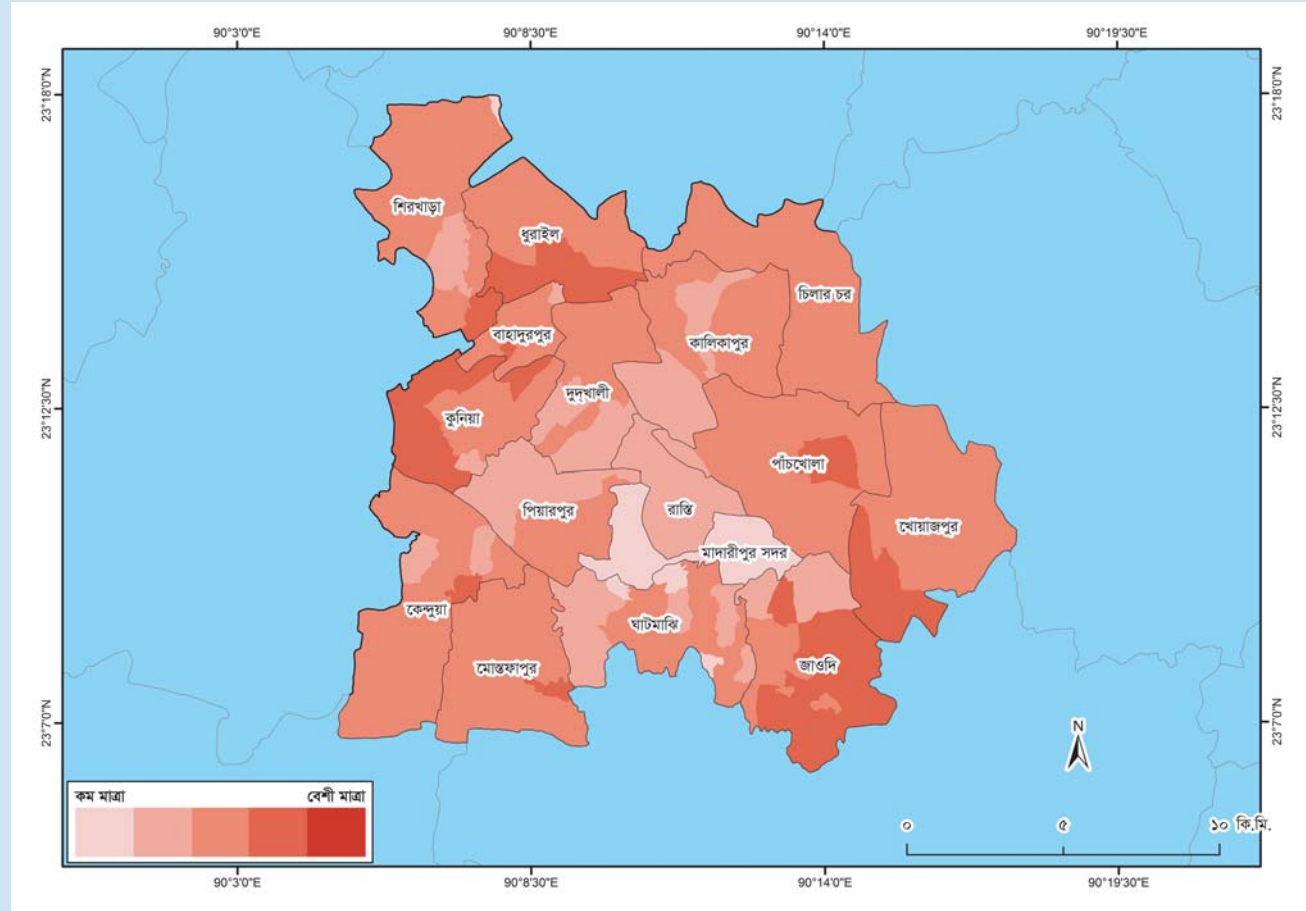 90°3'0"E
90°8'30"E
90°14'0"E
90°19'30"E
23°18'0"N
23°18'0"N
শিরখাড়া
ধুরাইল
চিলার চর
বাহাদুরপুর
কালিকাপুর
দুদ্‌খালী
23°12'30"N
23°12'30"N
কুনিয়া
পাঁচখোলা
পিয়ারপুর
রাস্তি
খোয়াজপুর
মাদারীপুর সদর
কেন্দুয়া
ঘাটমাঝি
মোস্তফাপুর
জাওদি
23°7'0"N
23°7'0"N
N
কম মাত্রা
বেশী মাত্রা
০
৫
১০ কি.মি.
90°3'0"E
90°8'30"E
90°14'0"E
90°19'30"E